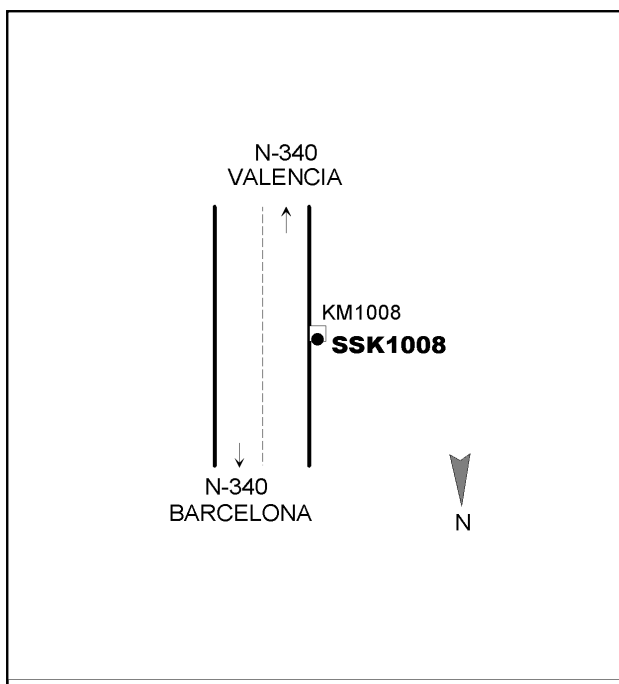 N-340
VALENCIA
KM1008
SSK1008
N-340
BARCELONA
N